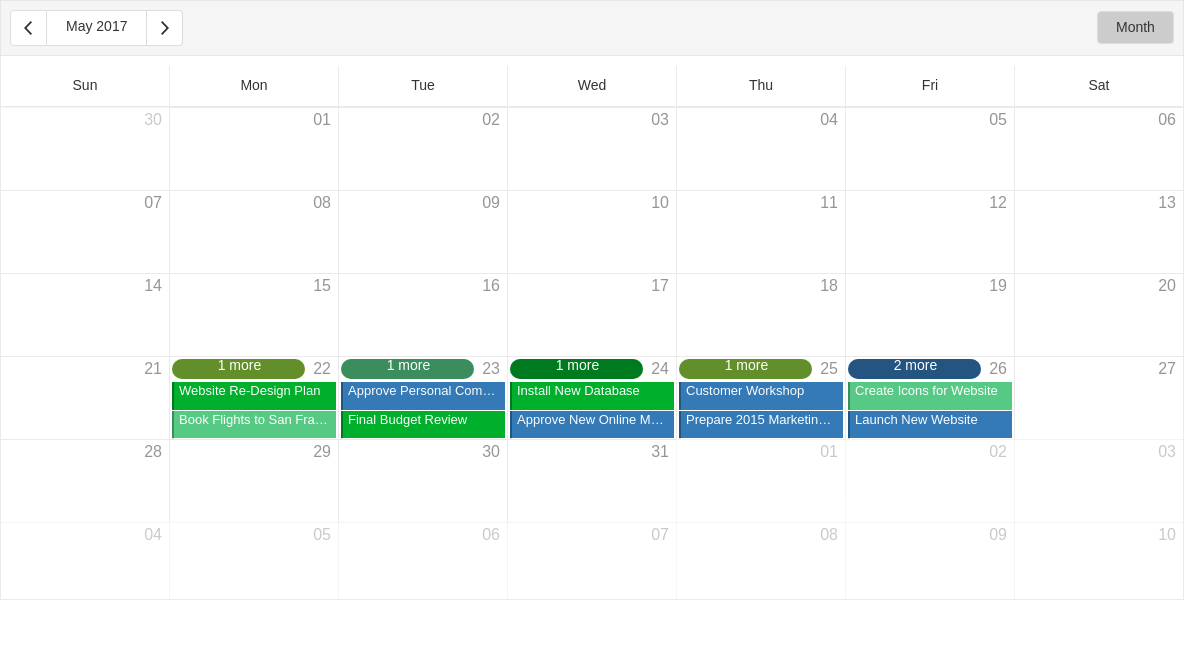 May 2017
Month
Sun Mon Tue Wed Thu Fri Sat
30 01 02 03 04 05 06
07 08 09 10 11 12 13
14 15 16 17 18 19 20
21 1 more 22 1 more 23 1 more 24 1 more 25 2 more 26 27
Website Re-Design Plan Approve Personal Com… Install New Database Customer Workshop Create Icons for Website
Book Flights to San Fra… Final Budget Review Approve New Online M… Prepare 2015 Marketin… Launch New Website
28 29 30 31 01 02 03
04 05 06 07 08 09 10